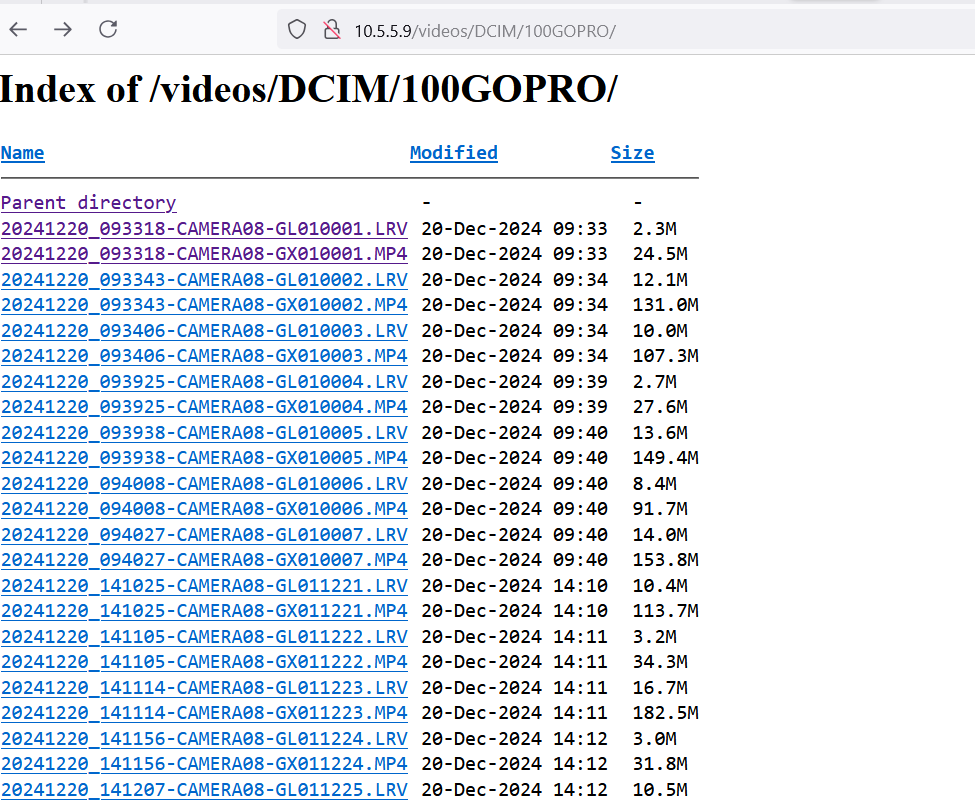 10.5.5.9/videos/DCIM/100GOPRO/
Index of /videos/DCIM/100GOPRO/
Name Modified Size
Parent directory - -
20241220_093318-CAMERA08-GL010001.LRV 20-Dec-2024 09:33 2.3M
20241220_093318-CAMERA08-GX010001.MP4 20-Dec-2024 09:33 24.5M
20241220_093343-CAMERA08-GL010002.LRV 20-Dec-2024 09:34 12.1M
20241220_093343-CAMERA08-GX010002.MP4 20-Dec-2024 09:34 131.0M
20241220_093406-CAMERA08-GL010003.LRV 20-Dec-2024 09:34 10.0M
20241220_093406-CAMERA08-GX010003.MP4 20-Dec-2024 09:34 107.3M
20241220_093925-CAMERA08-GL010004.LRV 20-Dec-2024 09:39 2.7M
20241220_093925-CAMERA08-GX010004.MP4 20-Dec-2024 09:39 27.6M
20241220_093938-CAMERA08-GL010005.LRV 20-Dec-2024 09:40 13.6M
20241220_093938-CAMERA08-GX010005.MP4 20-Dec-2024 09:40 149.4M
20241220_094008-CAMERA08-GL010006.LRV 20-Dec-2024 09:40 8.4M
20241220_094008-CAMERA08-GX010006.MP4 20-Dec-2024 09:40 91.7M
20241220_094027-CAMERA08-GL010007.LRV 20-Dec-2024 09:40 14.0M
20241220_094027-CAMERA08-GX010007.MP4 20-Dec-2024 09:40 153.8M
20241220_141025-CAMERA08-GL011221.LRV 20-Dec-2024 14:10 10.4M
20241220_141025-CAMERA08-GX011221.MP4 20-Dec-2024 14:10 113.7M
20241220_141105-CAMERA08-GL011222.LRV 20-Dec-2024 14:11 3.2M
20241220_141105-CAMERA08-GX011222.MP4 20-Dec-2024 14:11 34.3M
20241220_141114-CAMERA08-GL011223.LRV 20-Dec-2024 14:11 16.7M
20241220_141114-CAMERA08-GX011223.MP4 20-Dec-2024 14:11 182.5M
20241220_141156-CAMERA08-GL011224.LRV 20-Dec-2024 14:12 3.0M
20241220_141156-CAMERA08-GX011224.MP4 20-Dec-2024 14:12 31.8M
20241220_141207-CAMERA08-GL011225.LRV 20-Dec-2024 14:12 10.5M